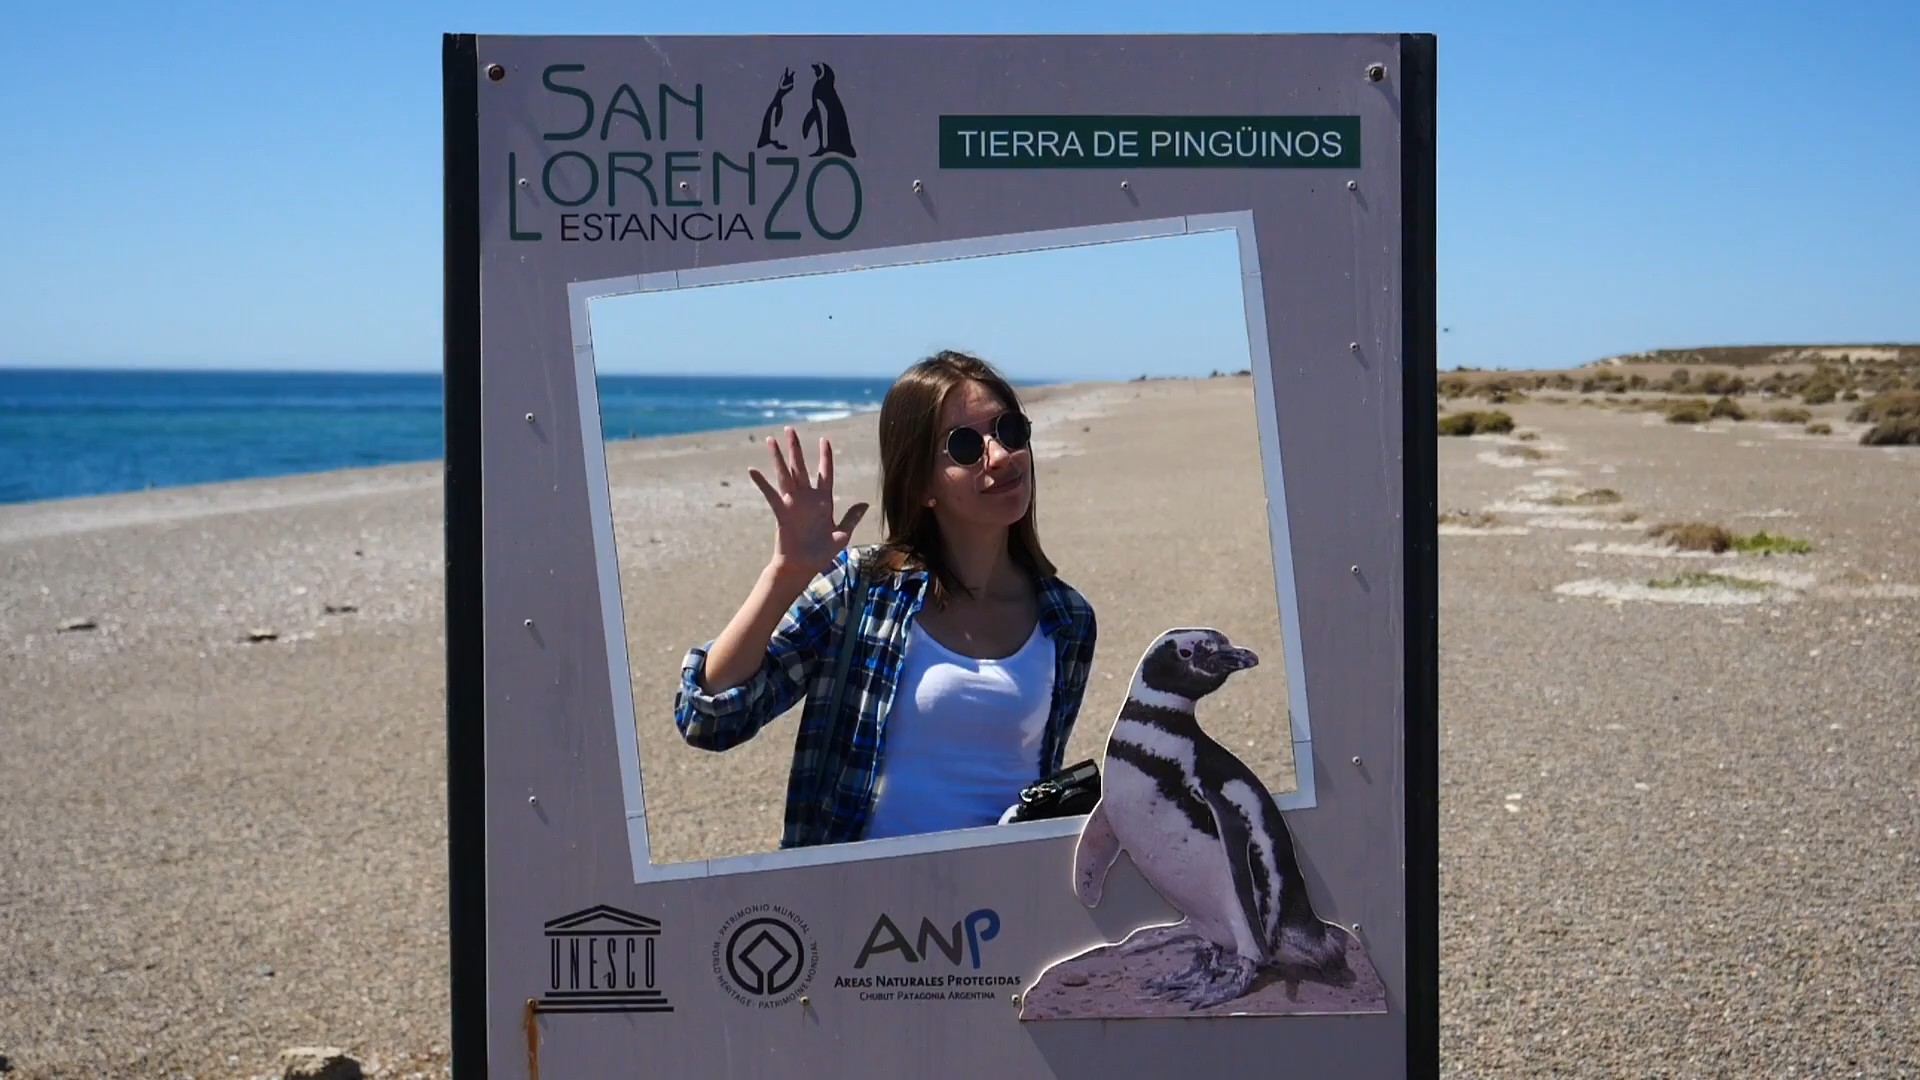 SAN
LORENZO
ESTANCIA
TIERRA DE PINGÜINOS
UNESCO
PATRIMONIO MUNDIAL • WORLD HERITAGE • PATRIMOINE MONDIAL •
ANP
AREAS NATURALES PROTEGIDAS
CHUBUT PATAGONIA ARGENTINA